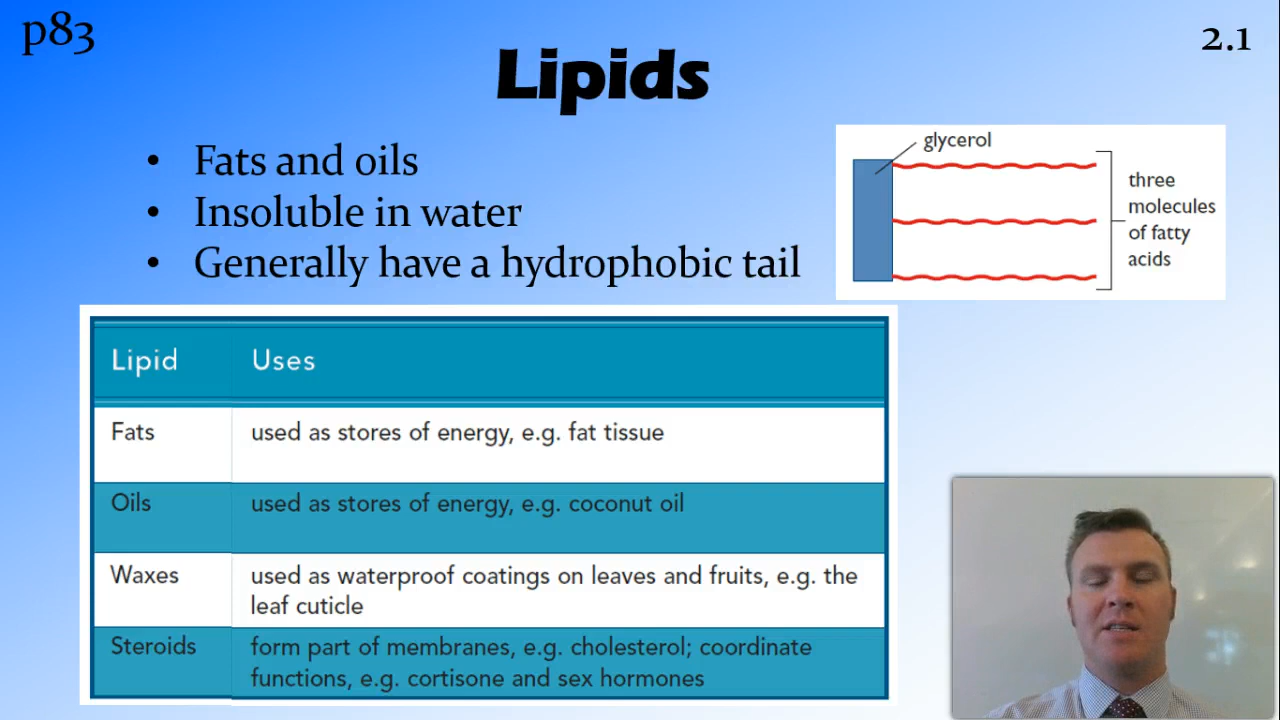 p83
2.1
Lipids
• Fats and oils
• Insoluble in water
• Generally have a hydrophobic tail
glycerol
three
molecules
of fatty
acids
Lipid Uses
Fats used as stores of energy, e.g. fat tissue
Oils used as stores of energy, e.g. coconut oil
Waxes used as waterproof coatings on leaves and fruits, e.g. the
leaf cuticle
Steroids form part of membranes, e.g. cholesterol; coordinate
functions, e.g. cortisone and sex hormones